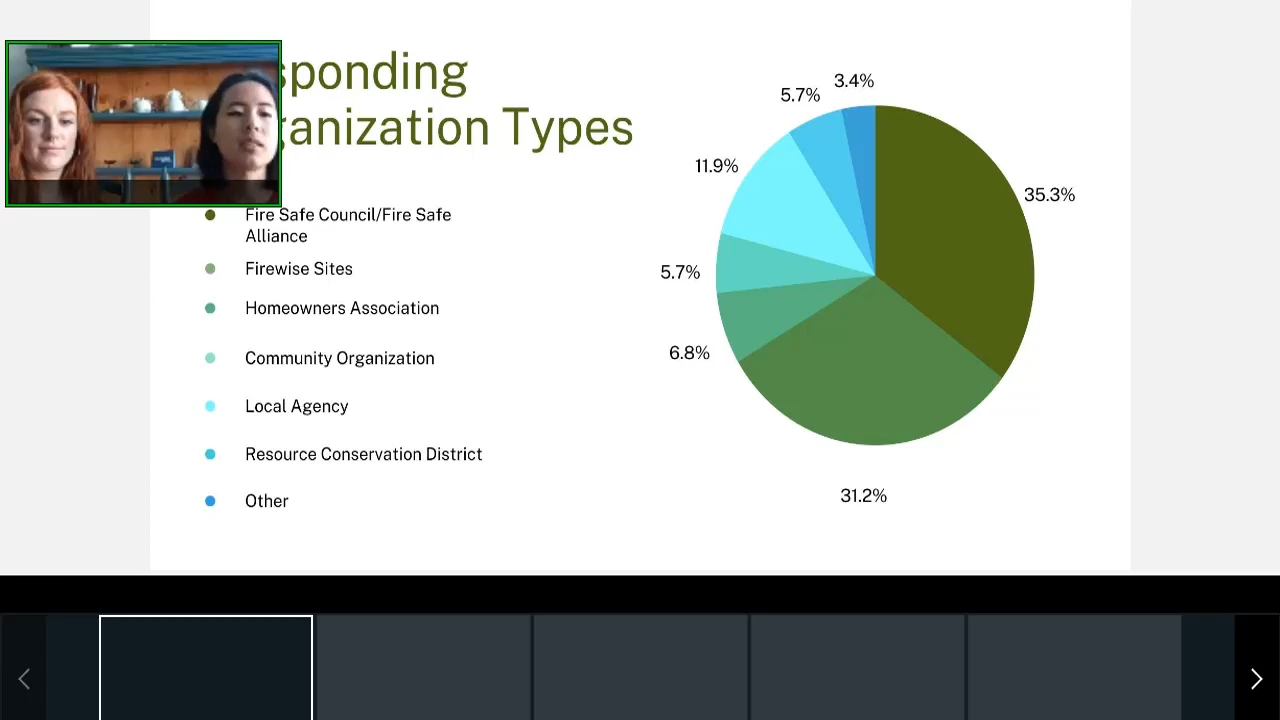 sponding
ganization Types
Fire Safe Council/Fire Safe
Alliance
Firewise Sites
Homeowners Association
Community Organization
Local Agency
Resource Conservation District
Other
3.4%
5.7%
11.9%
35.3%
5.7%
6.8%
31.2%